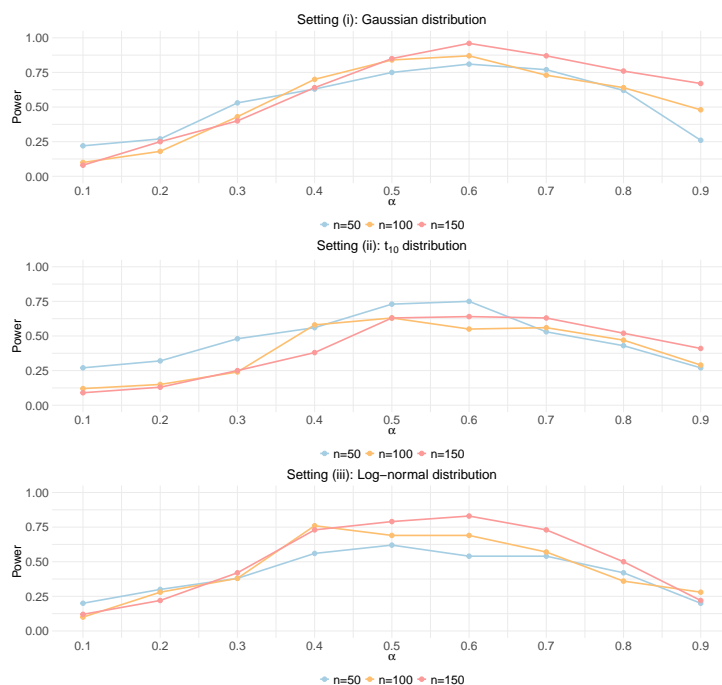 Setting (i): Gaussian distribution
Power
1.00
0.75
0.50
0.25
0.00
0.1 0.2 0.3 0.4 0.5 0.6 0.7 0.8 0.9
α
n=50 n=100 n=150
Setting (ii): t₁₀ distribution
Power
1.00
0.75
0.50
0.25
0.00
0.1 0.2 0.3 0.4 0.5 0.6 0.7 0.8 0.9
α
n=50 n=100 n=150
Setting (iii): Log−normal distribution
Power
1.00
0.75
0.50
0.25
0.00
0.1 0.2 0.3 0.4 0.5 0.6 0.7 0.8 0.9
α
n=50 n=100 n=150